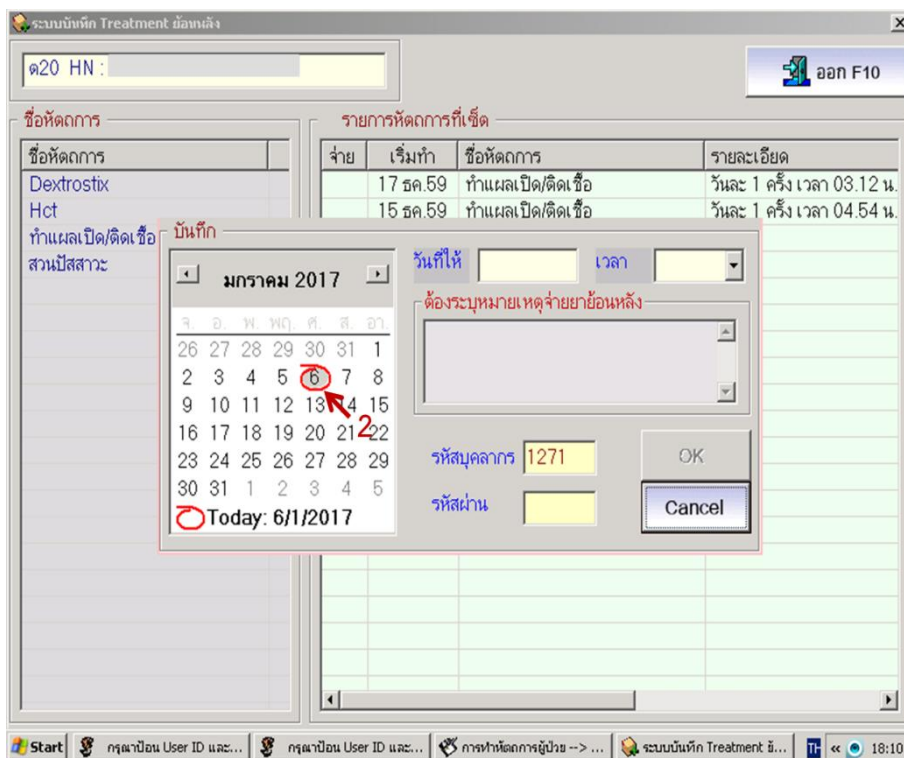 ระบบบันทึก Treatment ย้อนหลัง
ต20 HN :
ออก F10
ชื่อหัตถการ
ชื่อหัตถการ
Dextrostix
Hct
ทำแผลเปิด/ติดเชื้อ
สวนปัสสาวะ
รายการหัตถการที่เซ็ด
จ่าย เริ่มทำ ชื่อหัตถการ รายละเอียด
17 ธค.59 ทำแผลเปิด/ติดเชื้อ วันละ 1 ครั้ง เวลา 03.12 น.
15 ธค.59 ทำแผลเปิด/ติดเชื้อ วันละ 1 ครั้ง เวลา 04.54 น.
บันทึก
มกราคม 2017
จ. อ. พ. พฤ. ศ. ส. อา.
26 27 28 29 30 31 1
2 3 4 5 6 7 8
9 10 11 12 13 14 15
2
16 17 18 19 20 21 22
23 24 25 26 27 28 29
30 31 1 2 3 4 5
Today: 6/1/2017
วันที่ให้ เวลา
ต้องระบุหมายเหตุจ่ายยาย้อนหลัง
รหัสบุคลากร 1271
รหัสผ่าน
OK
Cancel
Start กรุณาป้อน User ID และ... กรุณาป้อน User ID และ... การทำหัตถการผู้ป่วย --> ... ระบบบันทึก Treatment ย้... TH « 18:10